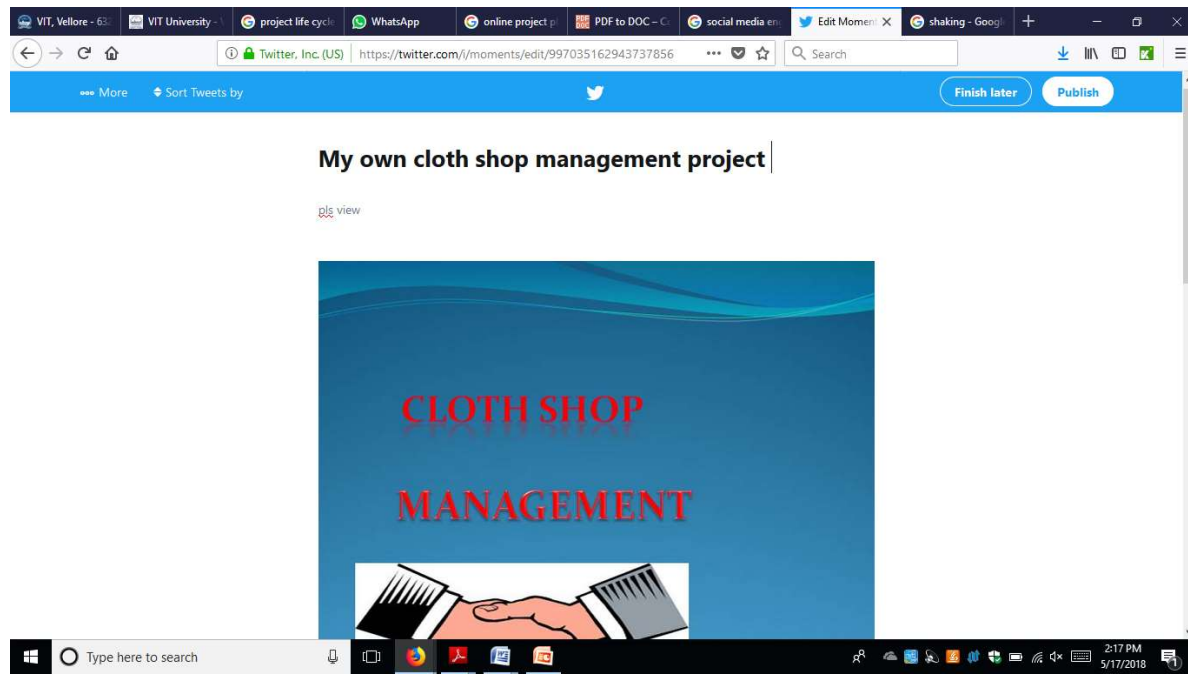 VIT, Vellore - 63
VIT University -
project life cycle
WhatsApp
online project pl
PDF to DOC – Co
social media en
Edit Moment
shaking - Googl
Twitter, Inc. (US)
https://twitter.com/i/moments/edit/997035162943737856
Search
More
Sort Tweets by
Finish later
Publish
My own cloth shop management project
pls view
CLOTH SHOP
MANAGEMENT
Type here to search
2:17 PM
5/17/2018